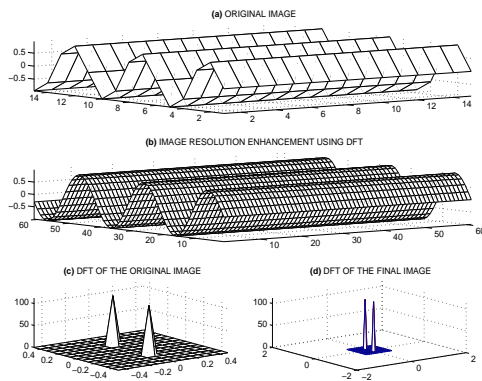 (a) ORIGINAL IMAGE
0.5
0
−0.5
14 12 10 8 6 4 2
2 4 6 8 10 12 14
(b) IMAGE RESOLUTION ENHANCEMENT USING DFT
0.5
0
−0.5
60 50 40 30 20 10
10 20 30 40 50 60
(c) DFT OF THE ORIGINAL IMAGE
100
50
0
0.4 0.2 0 −0.2 −0.4
−0.4 −0.2 0 0.2 0.4
(d) DFT OF THE FINAL IMAGE
100
50
0
2 0 −2
−2 0 2